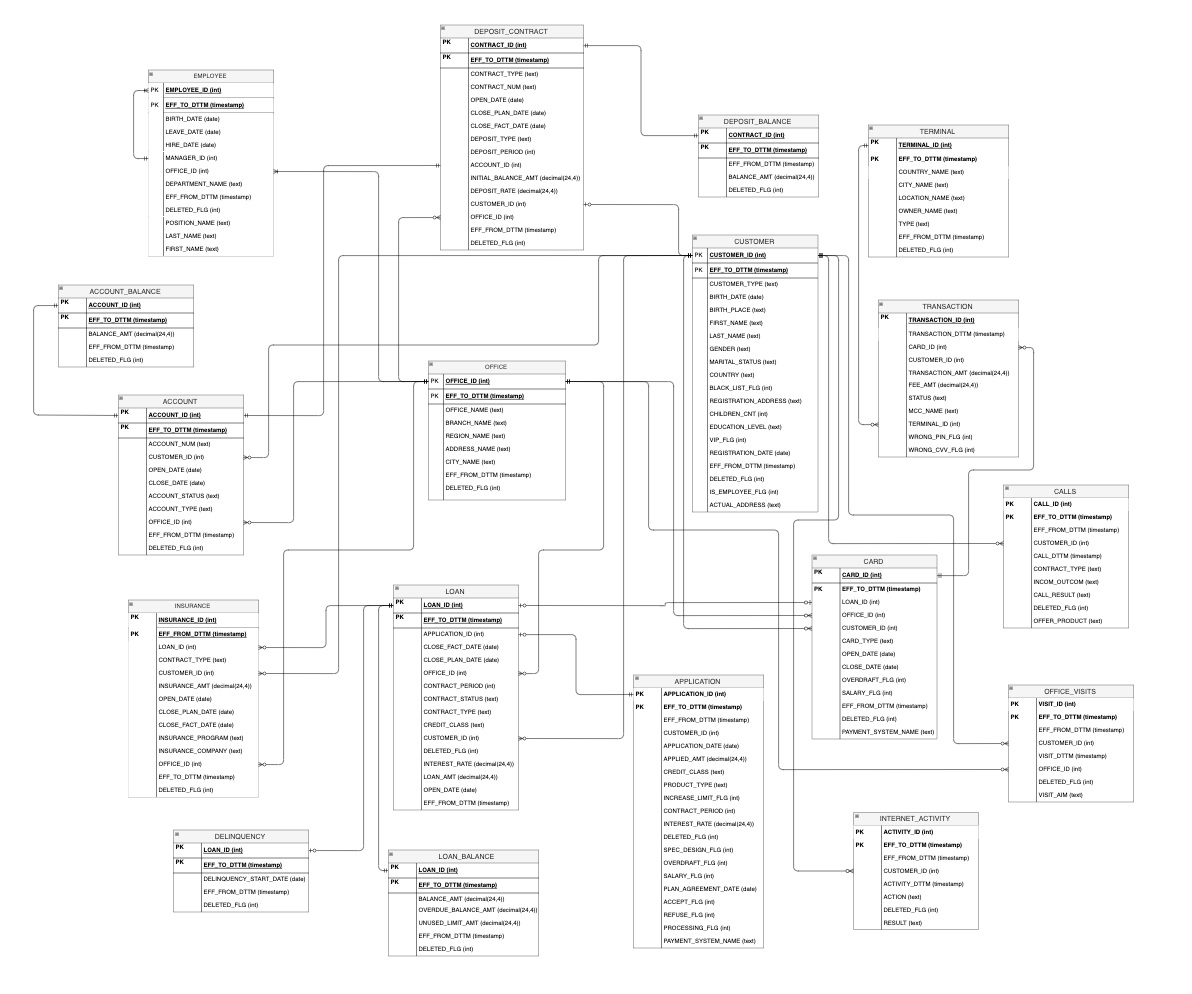 DEPOSIT_CONTRACT
PK CONTRACT_ID (int)
PK EFF_TO_DTTM (timestamp)
CONTRACT_TYPE (text)
CONTRACT_NUM (text)
OPEN_DATE (date)
CLOSE_PLAN_DATE (date)
CLOSE_FACT_DATE (date)
DEPOSIT_TYPE (text)
DEPOSIT_PERIOD (int)
ACCOUNT_ID (int)
INITIAL_BALANCE_AMT (decimal(24,4))
DEPOSIT_RATE (decimal(24,4))
CUSTOMER_ID (int)
OFFICE_ID (int)
EFF_FROM_DTTM (timestamp)
DELETED_FLG (int)
EMPLOYEE
PK EMPLOYEE_ID (int)
PK EFF_TO_DTTM (timestamp)
BIRTH_DATE (date)
LEAVE_DATE (date)
HIRE_DATE (date)
MANAGER_ID (int)
OFFICE_ID (int)
DEPARTMENT_NAME (text)
EFF_FROM_DTTM (timestamp)
DELETED_FLG (int)
POSITION_NAME (text)
LAST_NAME (text)
FIRST_NAME (text)
DEPOSIT_BALANCE
PK CONTRACT_ID (int)
PK EFF_TO_DTTM (timestamp)
EFF_FROM_DTTM (timestamp)
BALANCE_AMT (decimal(24,4))
DELETED_FLG (int)
TERMINAL
PK TERMINAL_ID (int)
PK EFF_TO_DTTM (timestamp)
COUNTRY_NAME (text)
CITY_NAME (text)
LOCATION_NAME (text)
OWNER_NAME (text)
TYPE (text)
EFF_FROM_DTTM (timestamp)
DELETED_FLG (int)
CUSTOMER
PK CUSTOMER_ID (int)
PK EFF_TO_DTTM (timestamp)
CUSTOMER_TYPE (text)
BIRTH_DATE (date)
BIRTH_PLACE (text)
FIRST_NAME (text)
LAST_NAME (text)
GENDER (text)
MARITAL_STATUS (text)
COUNTRY (text)
BLACK_LIST_FLG (int)
REGISTRATION_ADDRESS (text)
CHILDREN_CNT (int)
EDUCATION_LEVEL (text)
VIP_FLG (int)
REGISTRATION_DATE (date)
EFF_FROM_DTTM (timestamp)
DELETED_FLG (int)
IS_EMPLOYEE_FLG (int)
ACTUAL_ADDRESS (text)
ACCOUNT_BALANCE
PK ACCOUNT_ID (int)
PK EFF_TO_DTTM (timestamp)
BALANCE_AMT (decimal(24,4))
EFF_FROM_DTTM (timestamp)
DELETED_FLG (int)
TRANSACTION
PK TRANSACTION_ID (int)
TRANSACTION_DTTM (timestamp)
CARD_ID (int)
CUSTOMER_ID (int)
TRANSACTION_AMT (decimal(24,4))
FEE_AMT (decimal(24,4))
STATUS (text)
MCC_NAME (text)
TERMINAL_ID (int)
WRONG_PIN_FLG (int)
WRONG_CVV_FLG (int)
OFFICE
PK OFFICE_ID (int)
PK EFF_TO_DTTM (timestamp)
OFFICE_NAME (text)
BRANCH_NAME (text)
REGION_NAME (text)
ADDRESS_NAME (text)
CITY_NAME (text)
EFF_FROM_DTTM (timestamp)
DELETED_FLG (int)
ACCOUNT
PK ACCOUNT_ID (int)
PK EFF_TO_DTTM (timestamp)
ACCOUNT_NUM (text)
CUSTOMER_ID (int)
OPEN_DATE (date)
CLOSE_DATE (date)
ACCOUNT_STATUS (text)
ACCOUNT_TYPE (text)
OFFICE_ID (int)
EFF_FROM_DTTM (timestamp)
DELETED_FLG (int)
CALLS
PK CALL_ID (int)
PK EFF_TO_DTTM (timestamp)
EFF_FROM_DTTM (timestamp)
CUSTOMER_ID (int)
CALL_DTTM (timestamp)
CONTRACT_TYPE (text)
INCOM_OUTCOM (text)
CALL_RESULT (text)
DELETED_FLG (int)
OFFER_PRODUCT (text)
CARD
PK CARD_ID (int)
PK EFF_TO_DTTM (timestamp)
LOAN_ID (int)
OFFICE_ID (int)
CUSTOMER_ID (int)
CARD_TYPE (text)
OPEN_DATE (date)
CLOSE_DATE (date)
OVERDRAFT_FLG (int)
SALARY_FLG (int)
EFF_FROM_DTTM (timestamp)
DELETED_FLG (int)
PAYMENT_SYSTEM_NAME (text)
LOAN
PK LOAN_ID (int)
PK EFF_TO_DTTM (timestamp)
APPLICATION_ID (int)
CLOSE_FACT_DATE (date)
CLOSE_PLAN_DATE (date)
OFFICE_ID (int)
CONTRACT_PERIOD (int)
CONTRACT_STATUS (text)
CONTRACT_TYPE (text)
CREDIT_CLASS (text)
CUSTOMER_ID (int)
DELETED_FLG (int)
INTEREST_RATE (decimal(24,4))
LOAN_AMT (decimal(24,4))
OPEN_DATE (date)
EFF_FROM_DTTM (timestamp)
INSURANCE
PK INSURANCE_ID (int)
PK EFF_FROM_DTTM (timestamp)
LOAN_ID (int)
CONTRACT_TYPE (text)
CUSTOMER_ID (int)
INSURANCE_AMT (decimal(24,4))
OPEN_DATE (date)
CLOSE_PLAN_DATE (date)
CLOSE_FACT_DATE (date)
INSURANCE_PROGRAM (text)
INSURANCE_COMPANY (text)
OFFICE_ID (int)
EFF_TO_DTTM (timestamp)
DELETED_FLG (int)
APPLICATION
PK APPLICATION_ID (int)
PK EFF_TO_DTTM (timestamp)
EFF_FROM_DTTM (timestamp)
CUSTOMER_ID (int)
APPLICATION_DATE (date)
APPLIED_AMT (decimal(24,4))
CREDIT_CLASS (text)
PRODUCT_TYPE (text)
INCREASE_LIMIT_FLG (int)
CONTRACT_PERIOD (int)
INTEREST_RATE (decimal(24,4))
DELETED_FLG (int)
SPEC_DESIGN_FLG (int)
OVERDRAFT_FLG (int)
SALARY_FLG (int)
PLAN_AGREEMENT_DATE (date)
ACCEPT_FLG (int)
REFUSE_FLG (int)
PROCESSING_FLG (int)
PAYMENT_SYSTEM_NAME (text)
OFFICE_VISITS
PK VISIT_ID (int)
PK EFF_TO_DTTM (timestamp)
EFF_FROM_DTTM (timestamp)
CUSTOMER_ID (int)
VISIT_DTTM (timestamp)
OFFICE_ID (int)
DELETED_FLG (int)
VISIT_AIM (text)
INTERNET_ACTIVITY
PK ACTIVITY_ID (int)
PK EFF_TO_DTTM (timestamp)
EFF_FROM_DTTM (timestamp)
CUSTOMER_ID (int)
ACTIVITY_DTTM (timestamp)
ACTION (text)
DELETED_FLG (int)
RESULT (text)
DELINQUENCY
PK LOAN_ID (int)
PK EFF_TO_DTTM (timestamp)
DELINQUENCY_START_DATE (date)
EFF_FROM_DTTM (timestamp)
DELETED_FLG (int)
LOAN_BALANCE
PK LOAN_ID (int)
PK EFF_TO_DTTM (timestamp)
BALANCE_AMT (decimal(24,4))
OVERDUE_BALANCE_AMT (decimal(24,4))
UNUSED_LIMIT_AMT (decimal(24,4))
EFF_FROM_DTTM (timestamp)
DELETED_FLG (int)